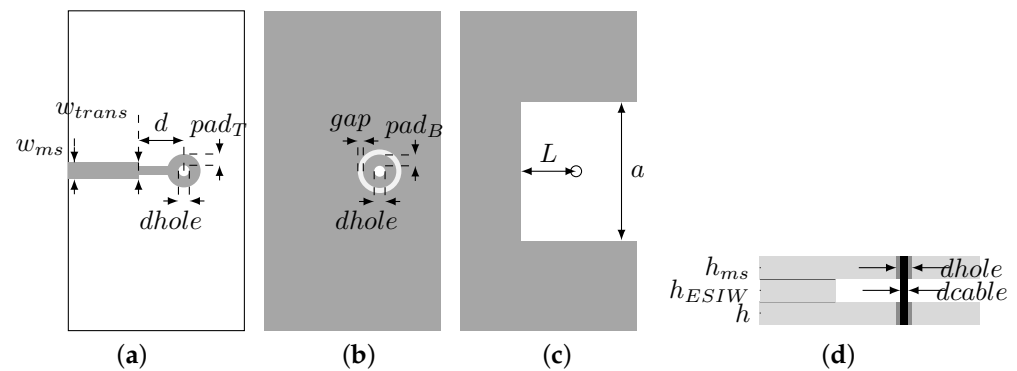 w_trans
d
pad_T
w_ms
dhole
(a)
gap
pad_B
dhole
(b)
L
a
(c)
h_ms
dhole
h_ESIW
dcable
h
(d)